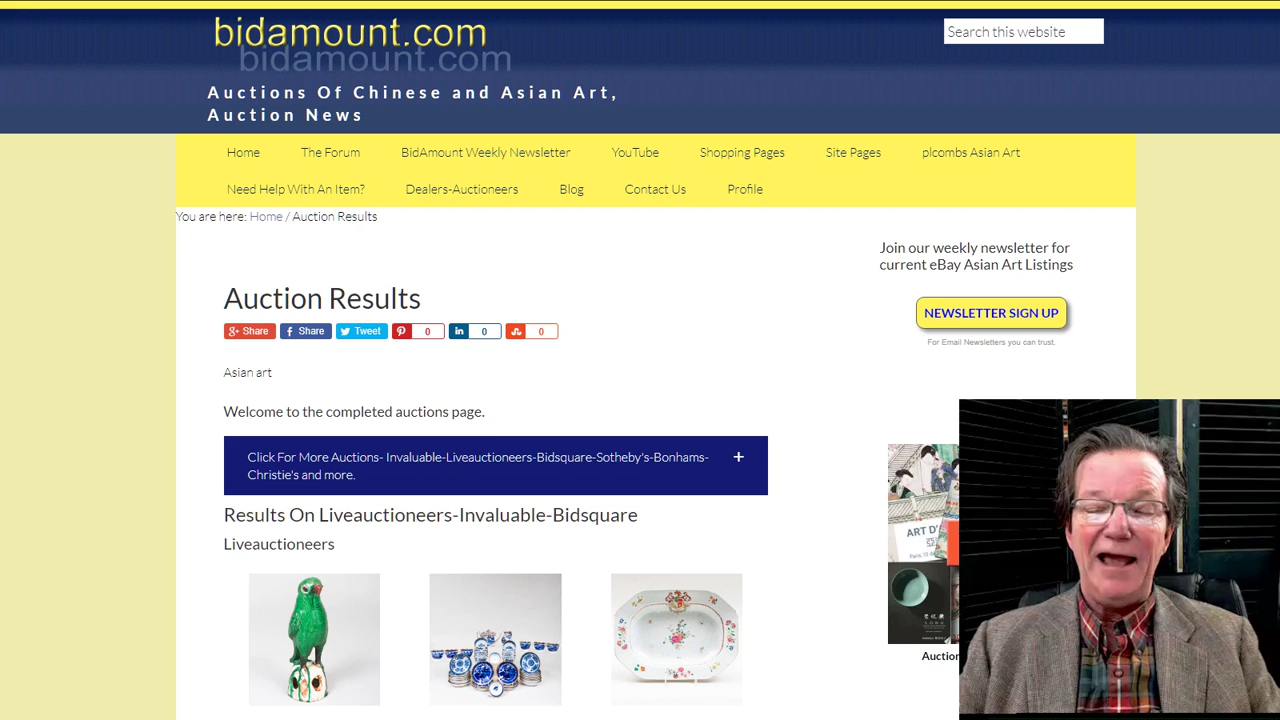 bidamount.com
bidamount.com
Auctions Of Chinese and Asian Art,
Auction News
Search this website
Home The Forum BidAmount Weekly Newsletter YouTube Shopping Pages Site Pages plcombs Asian Art
Need Help With An Item? Dealers-Auctioneers Blog Contact Us Profile
You are here: Home / Auction Results
Join our weekly newsletter for
current eBay Asian Art Listings
NEWSLETTER SIGN UP
For Email Newsletters you can trust.
Auction Results
Share Share Tweet 0 0 0
Asian art
Welcome to the completed auctions page.
Click For More Auctions- Invaluable-Liveauctioneers-Bidsquare-Sotheby's-Bonhams- +
Christie's and more.
Results On Liveauctioneers-Invaluable-Bidsquare
Liveauctioneers
ART D'
Auction